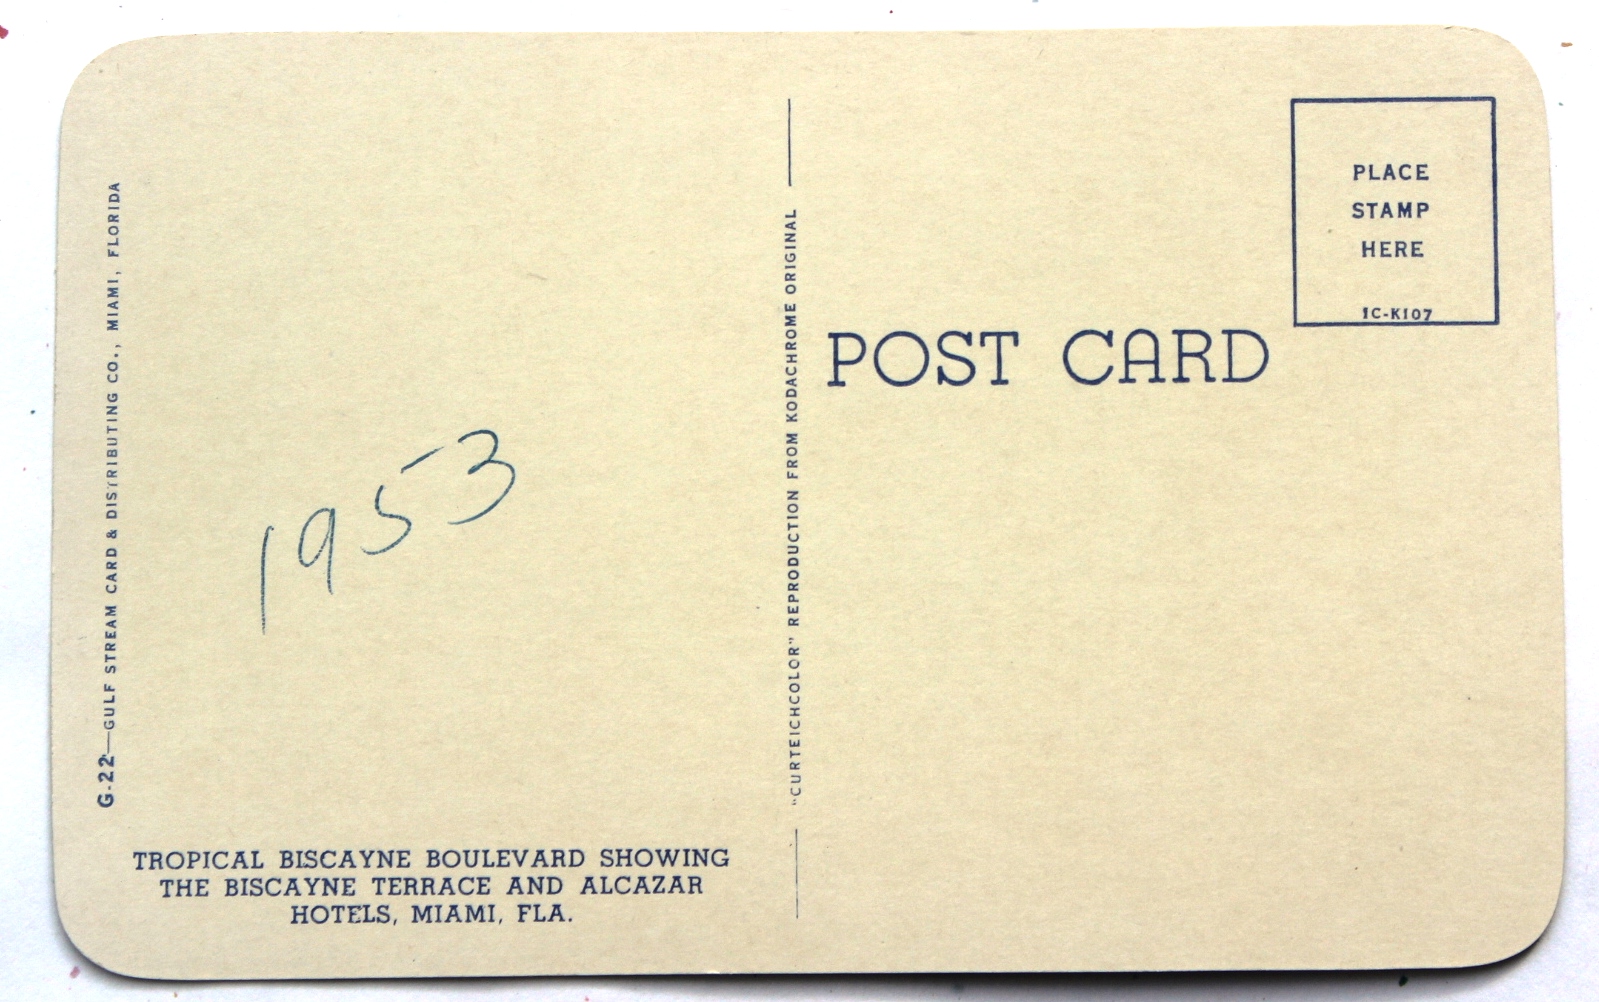 G-22—GULF STREAM CARD & DISTRIBUTING CO., MIAMI, FLORIDA
1953
TROPICAL BISCAYNE BOULEVARD SHOWING
THE BISCAYNE TERRACE AND ALCAZAR
HOTELS, MIAMI, FLA.
"CURTEICHCOLOR" REPRODUCTION FROM KODACHROME ORIGINAL
POST CARD
PLACE
STAMP
HERE
1C-K107